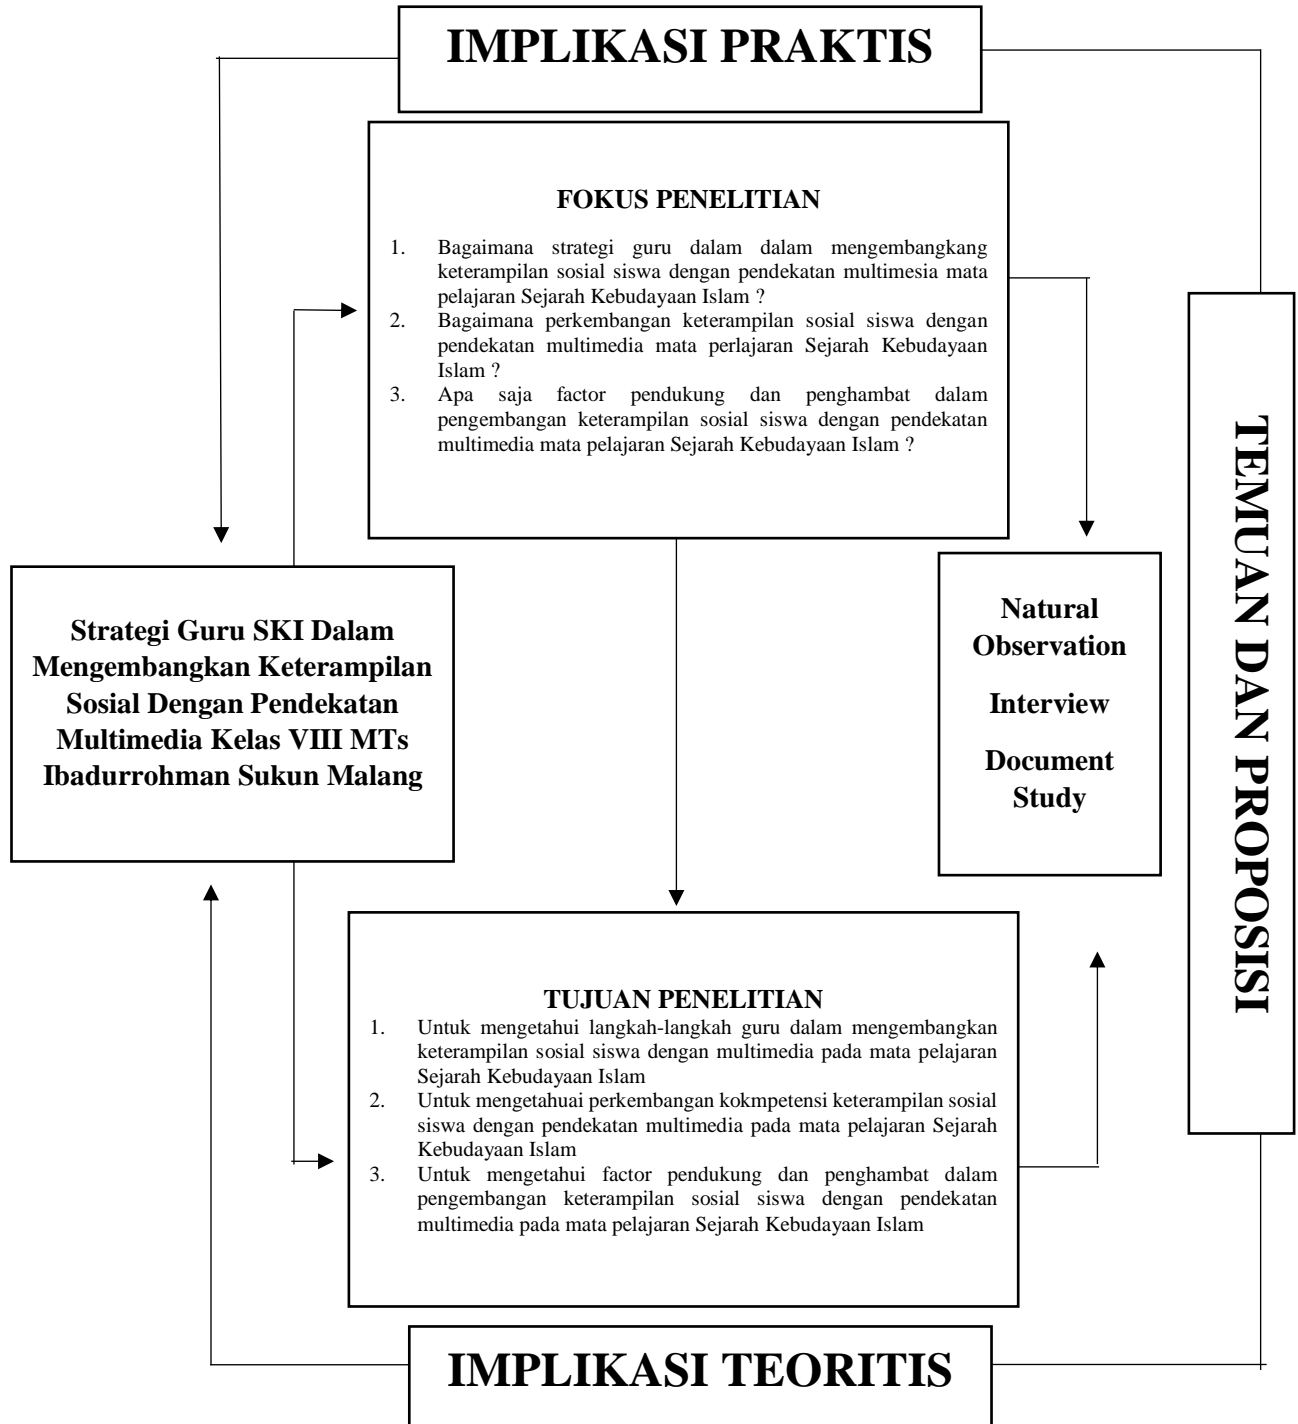 IMPLIKASI PRAKTIS
FOKUS PENELITIAN
1. Bagaimana strategi guru dalam dalam mengembangkang
keterampilan sosial siswa dengan pendekatan multimesia mata
pelajaran Sejarah Kebudayaan Islam ?
2. Bagaimana perkembangan keterampilan sosial siswa dengan
pendekatan multimedia mata perlajaran Sejarah Kebudayaan
Islam ?
3. Apa saja factor pendukung dan penghambat dalam
pengembangan keterampilan sosial siswa dengan pendekatan
multimedia mata pelajaran Sejarah Kebudayaan Islam ?
Strategi Guru SKI Dalam
Mengembangkan Keterampilan
Sosial Dengan Pendekatan
Multimedia Kelas VIII MTs
Ibadurrohman Sukun Malang
Natural
Observation
Interview
Document
Study
TEMUAN DAN PROPOSISI
TUJUAN PENELITIAN
1. Untuk mengetahui langkah-langkah guru dalam mengembangkan
keterampilan sosial siswa dengan multimedia pada mata pelajaran
Sejarah Kebudayaan Islam
2. Untuk mengetahuai perkembangan kokmpetensi keterampilan sosial
siswa dengan pendekatan multimedia pada mata pelajaran Sejarah
Kebudayaan Islam
3. Untuk mengetahui factor pendukung dan penghambat dalam
pengembangan keterampilan sosial siswa dengan pendekatan
multimedia pada mata pelajaran Sejarah Kebudayaan Islam
IMPLIKASI TEORITIS